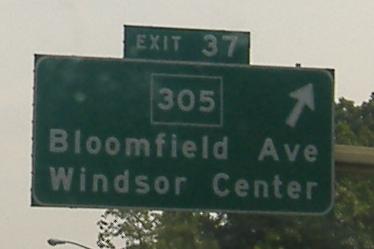 EXIT 37
305
Bloomfield Ave
Windsor Center